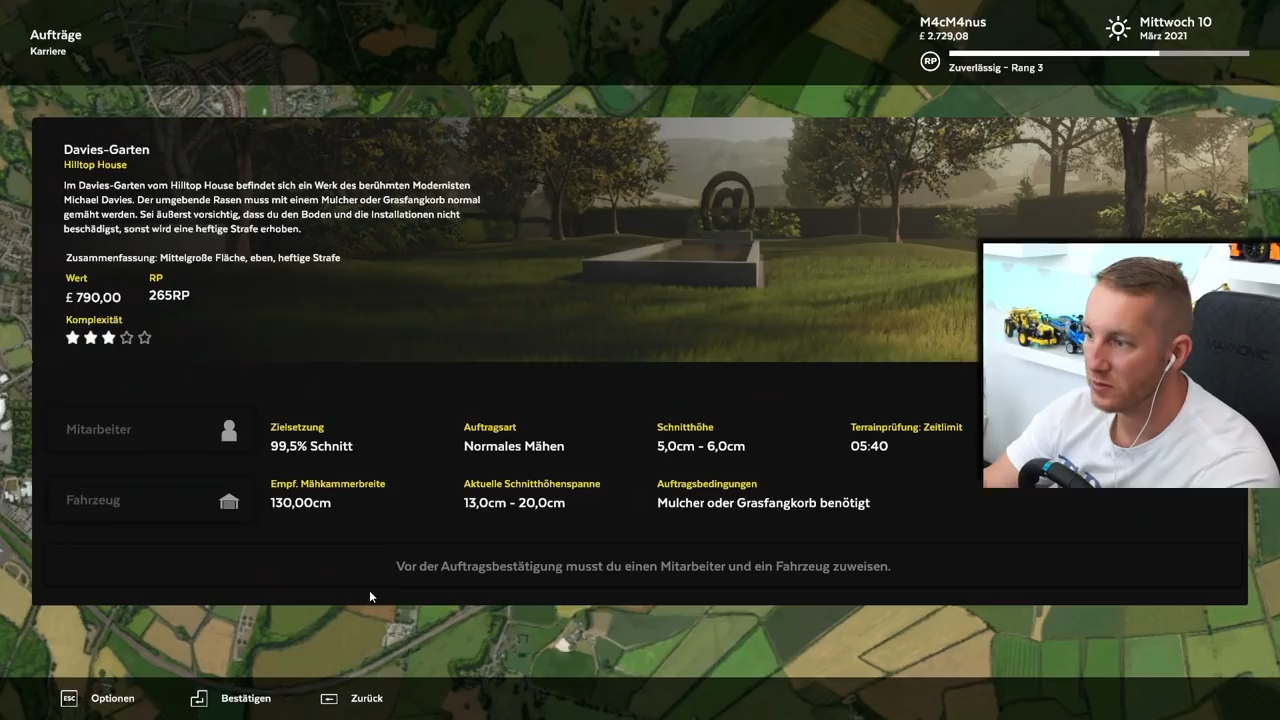 Aufträge
Karriere
M4cM4nus
£ 2.729,08
Mittwoch 10
März 2021
RP
Zuverlässig - Rang 3
Davies-Garten
Hilltop House
Im Davies-Garten vom Hilltop House befindet sich ein Werk des berühmten Modernisten
Michael Davies. Der umgebende Rasen muss mit einem Mulcher oder Grasfangkorb normal
gemäht werden. Sei äußerst vorsichtig, dass du den Boden und die Installationen nicht
beschädigst, sonst wird eine heftige Strafe erhoben.
Zusammenfassung: Mittelgroße Fläche, eben, heftige Strafe
Wert RP
£ 790,00 265RP
Komplexität
@
MAXNOMIC
Mitarbeiter
Zielsetzung Auftragsart Schnitthöhe Terrainprüfung: Zeitlimit
99,5% Schnitt Normales Mähen 5,0cm - 6,0cm 05:40
Fahrzeug
Empf. Mähkammerbreite Aktuelle Schnitthöhenspanne Auftragsbedingungen
130,00cm 13,0cm - 20,0cm Mulcher oder Grasfangkorb benötigt
Vor der Auftragsbestätigung musst du einen Mitarbeiter und ein Fahrzeug zuweisen.
ESC Optionen Bestätigen Zurück